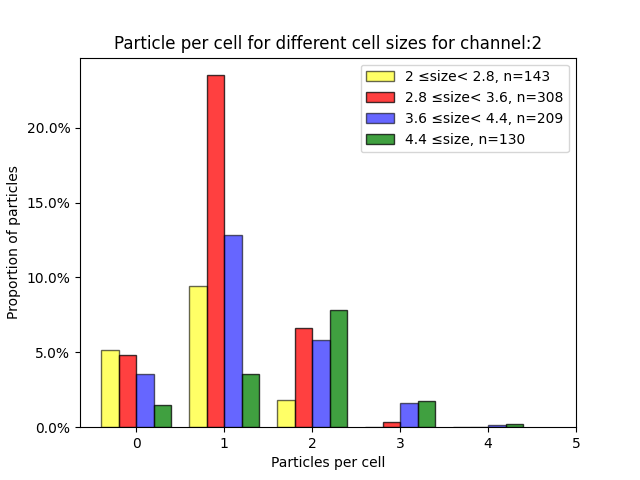 Particle per cell for different cell sizes for channel:2
2 ≤size< 2.8, n=143
2.8 ≤size< 3.6, n=308
3.6 ≤size< 4.4, n=209
4.4 ≤size, n=130
Proportion of particles
20.0%
15.0%
10.0%
5.0%
0.0%
0 1 2 3 4 5
Particles per cell